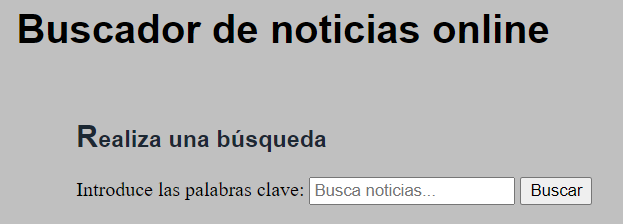 Buscador de noticias online
Realiza una búsqueda
Introduce las palabras clave: Busca noticias... Buscar